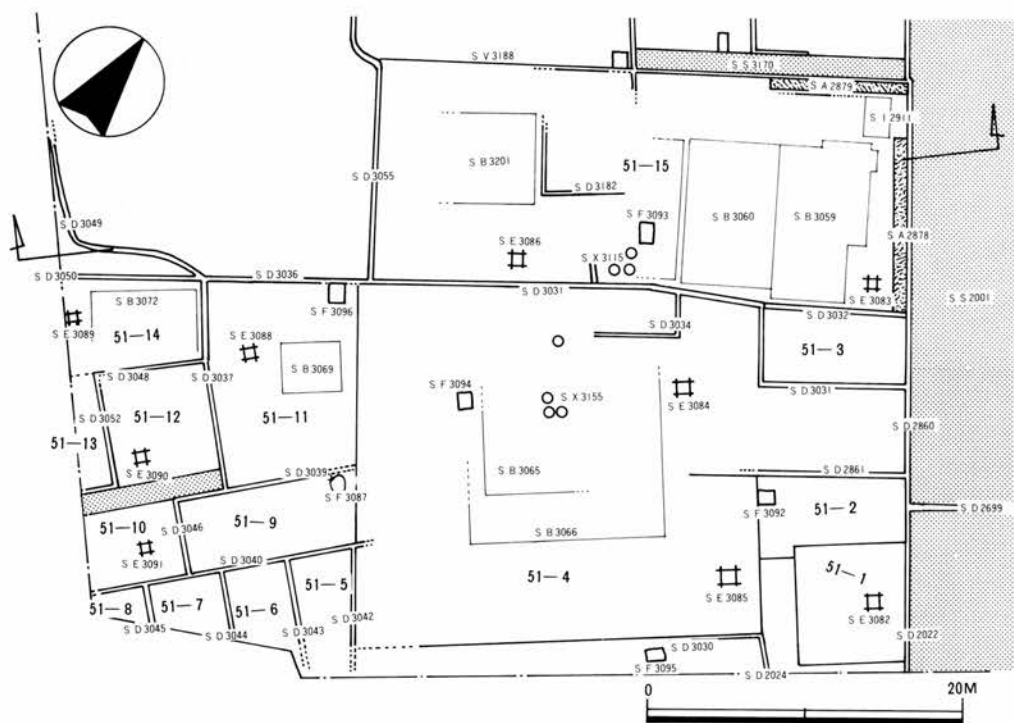 S V 3188
S S 3170
S A 2879
S I 2911
S B 3201
S D 3055
51—15
S D 3182
S B 3060
S B 3059
S F 3093
S A 2878
S D 3049
S E 3086
S X 3115
S D 3050
S D 3036
S D 3031
S E 3083
S S 2001
S B 3072
S F 3096
S D 3032
S E 3089
S E 3088
S D 3034
51—14
51—3
S D 3048
S D 3037
S B 3069
S F 3094
S E 3084
S D 3031
S X 3155
S D 3052
51—12
51—11
S D 2860
51—13
S E 3090
S D 3039
S B 3065
S D 2861
S F 3087
S F 3092
51—2
S D 2699
51—10
S D 3046
51—9
S B 3066
S E 3091
S D 3040
51—5
51—4
51—1
S E 3085
S E 3082
51—8
51—7
51—6
S D 3042
S D 3045
S D 3044
S D 3043
S D 3030
S D 2022
S F 3095
S D 2024
0 20M